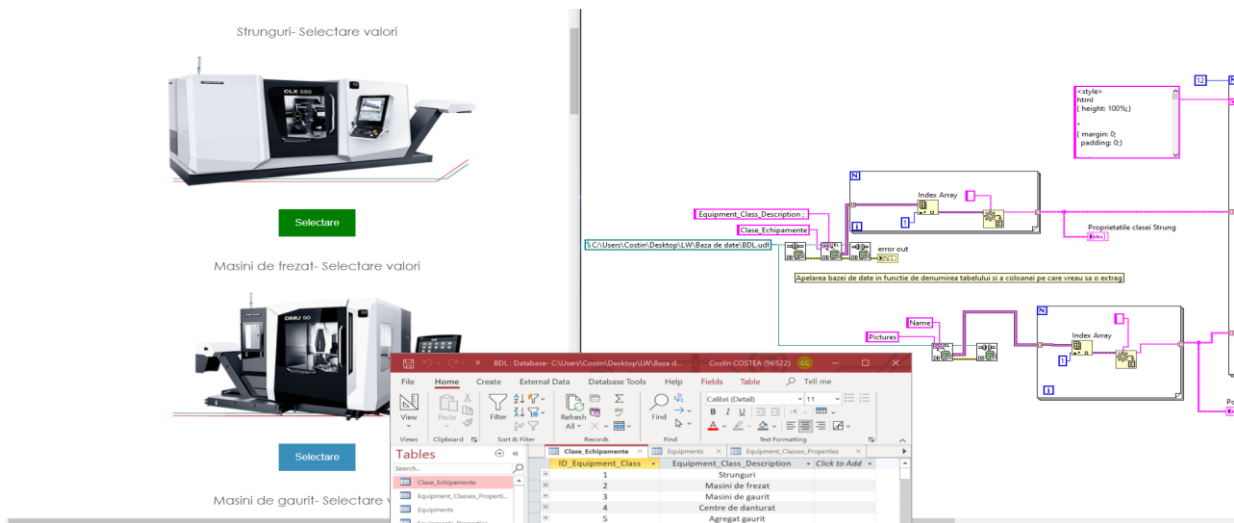 Strunguri- Selectare valori
CLX 550
Selectare
Masini de frezat- Selectare valori
DMU 50
Selectare
Masini de gaurit- Selectare v
12
<style>
html
{ height: 100%;}
*
{ margin: 0;
padding: 0;}
N
Index Array
1
i
Equipment_Class_Description ;
Clase_Echipamente
C:\Users\Costin\Desktop\LW\Baza de date\BDL.udl
error out
Proprietatile clasei Strung
Apelarea bazei de date in functie de denumirea tabelului si a coloanei pe care vreau sa o extrag
N
Name
Pictures
Index Array
1
i
BDL : Database- C:\Users\Costin\Desktop\LW\Baza d...
Costin COSTEA (96522)
CC
File Home Create External Data Database Tools Help Fields Table Tell me
View Paste Filter Refresh All Find
Calibri (Detail) 11
B I U
Views Clipboard Sort & Filter Records Find Text Formatting
Tables
Search...
Clase_Echipamente
Equipment_Classes_Properti...
Equipments
Clase_Echipamente Equipments Equipment_Classes_Properties
ID_Equipment_Class Equipment_Class_Description Click to Add
1 Strunguri
2 Masini de frezat
3 Masini de gaurit
4 Centre de danturat
5 Agregat gaurit